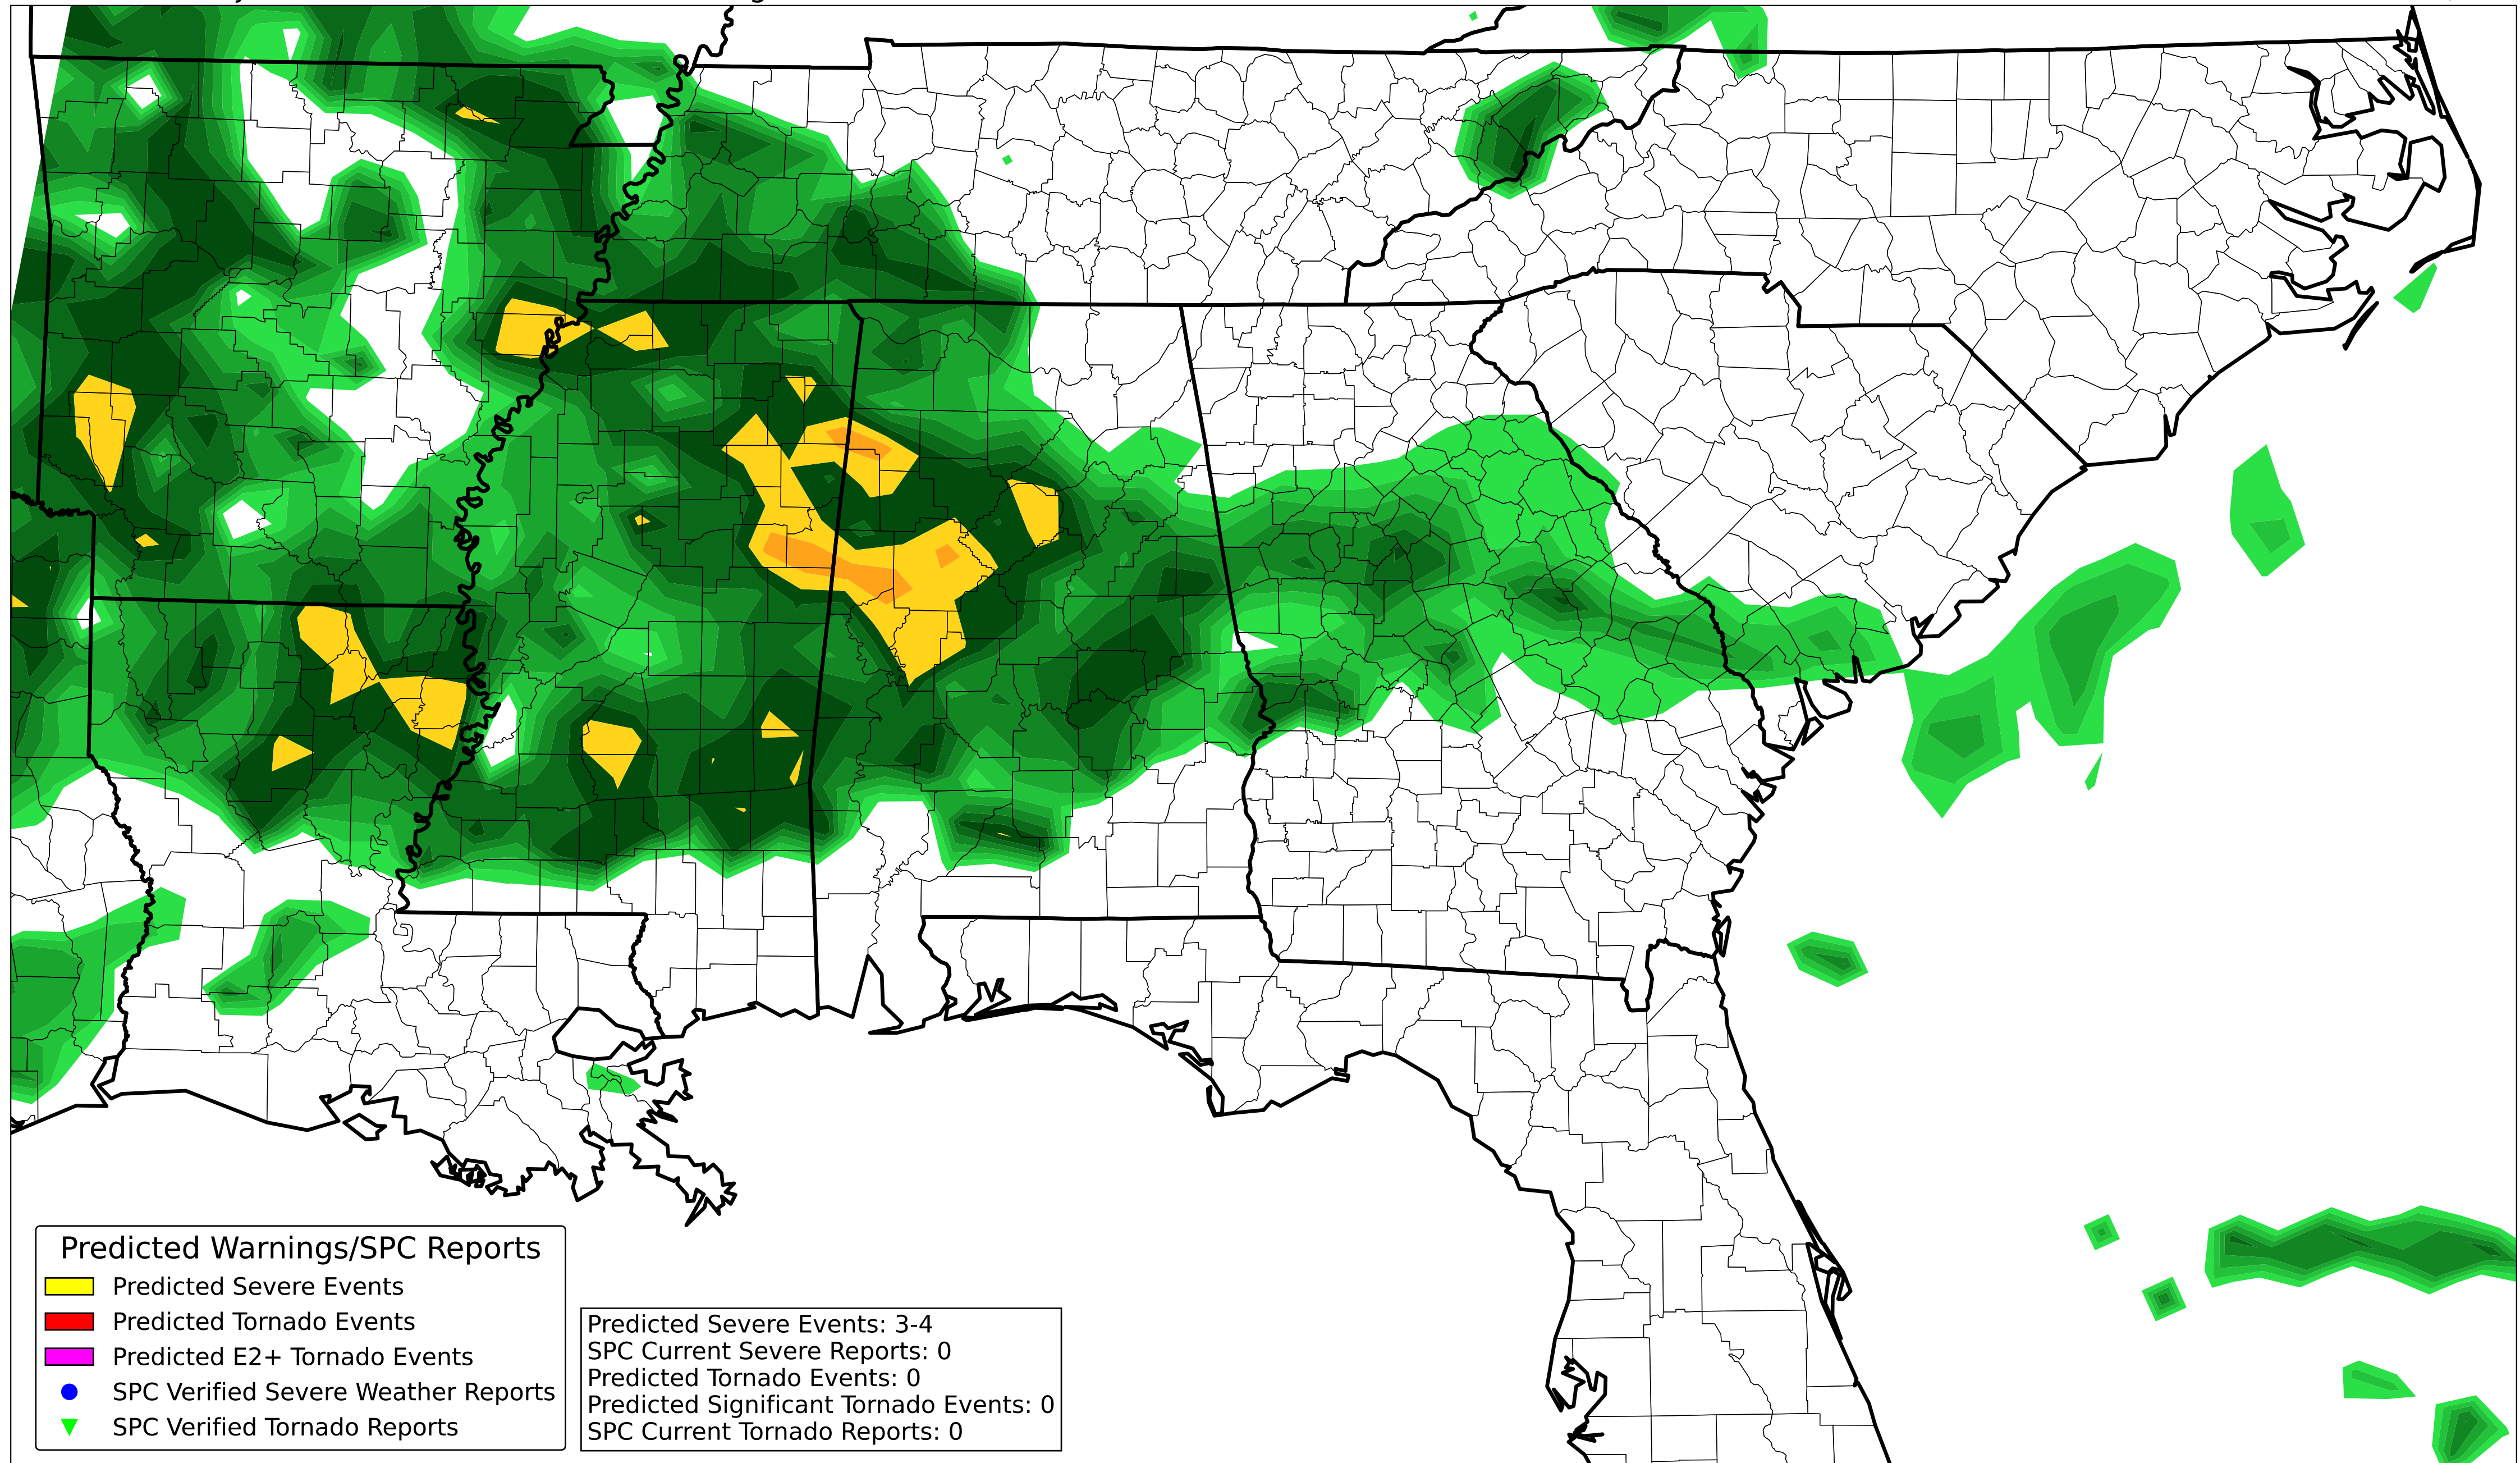 Predicted Warnings/SPC Reports
Predicted Severe Events
Predicted Tornado Events
Predicted E2+ Tornado Events
SPC Verified Severe Weather Reports
SPC Verified Tornado Reports
Predicted Severe Events: 3-4
SPC Current Severe Reports: 0
Predicted Tornado Events: 0
Predicted Significant Tornado Events: 0
SPC Current Tornado Reports: 0